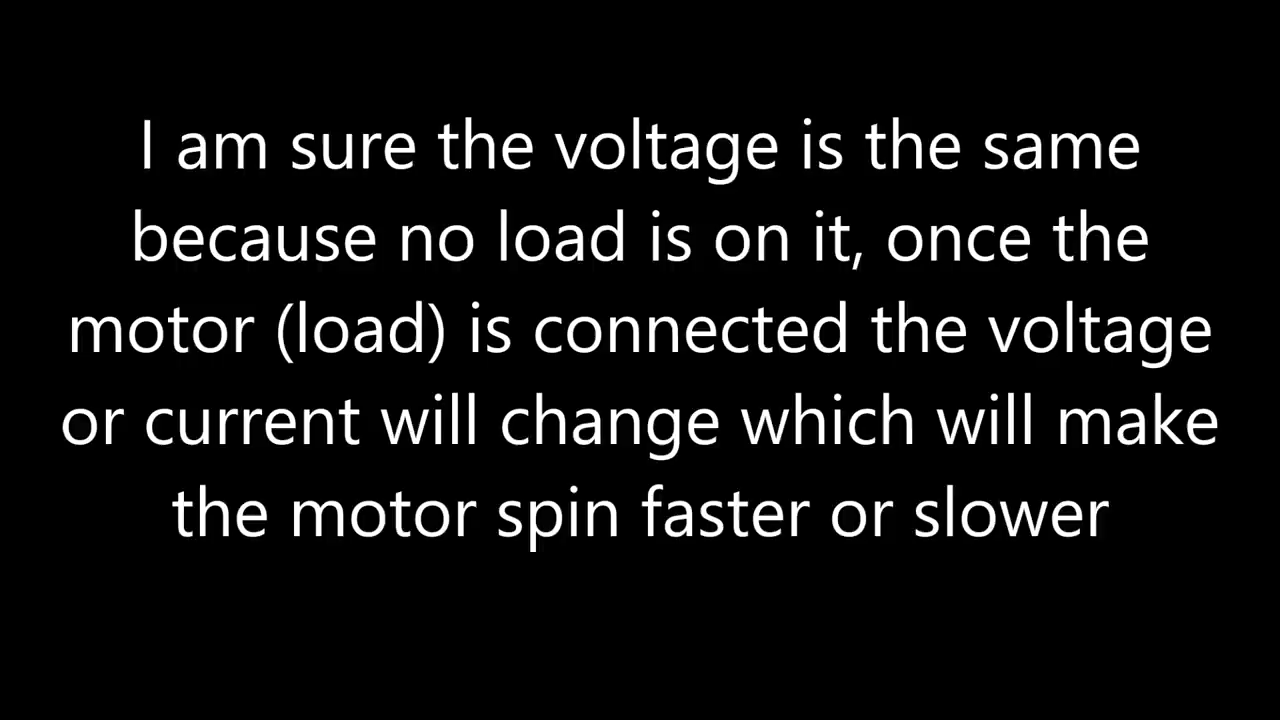 I am sure the voltage is the same
because no load is on it, once the
motor (load) is connected the voltage
or current will change which will make
the motor spin faster or slower